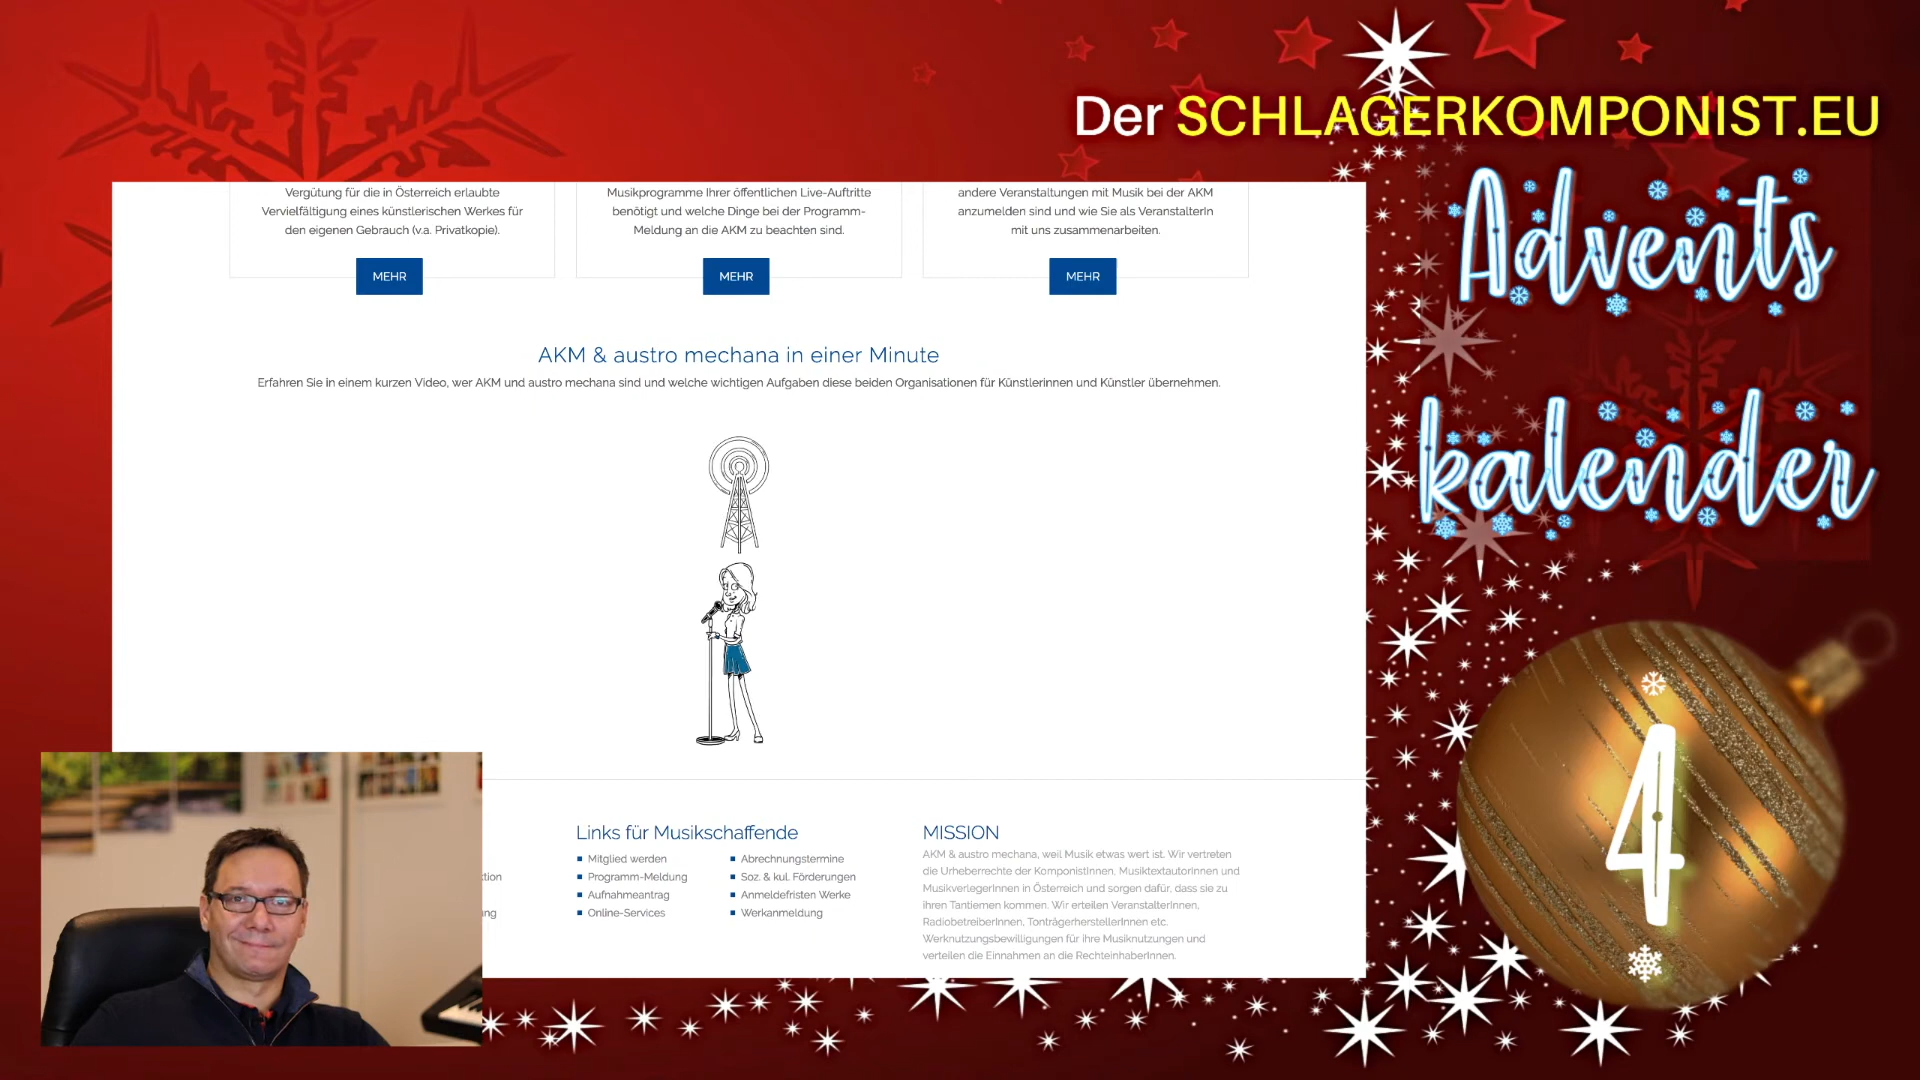 Der SCHLAGERKOMPONIST.EU
Advents
kalender
4
Vergütung für die in Österreich erlaubte
Vervielfältigung eines künstlerischen Werkes für
den eigenen Gebrauch (v.a. Privatkopie).
MEHR
Musikprogramme Ihrer öffentlichen Live-Auftritte
benötigt und welche Dinge bei der Programm-
Meldung an die AKM zu beachten sind.
MEHR
andere Veranstaltungen mit Musik bei der AKM
anzumelden sind und wie Sie als VeranstalterIn
mit uns zusammenarbeiten.
MEHR
AKM & austro mechana in einer Minute
Erfahren Sie in einem kurzen Video, wer AKM und austro mechana sind und welche wichtigen Aufgaben diese beiden Organisationen für Künstlerinnen und Künstler übernehmen.
ction
ng
Links für Musikschaffende
Mitglied werden
Programm-Meldung
Aufnahmeantrag
Online-Services
Abrechnungstermine
Soz. & kul. Förderungen
Anmeldefristen Werke
Werkanmeldung
MISSION
AKM & austro mechana, weil Musik etwas wert ist. Wir vertreten
die Urheberrechte der KomponistInnen, MusiktextautorInnen und
MusikverlegerInnen in Österreich und sorgen dafür, dass sie zu
ihren Tantiemen kommen. Wir erteilen VeranstalterInnen,
RadiobetreiberInnen, TonträgerherstellerInnen etc.
Werknutzungsbewilligungen für ihre Musiknutzungen und
verteilen die Einnahmen an die RechteinhaberInnen.